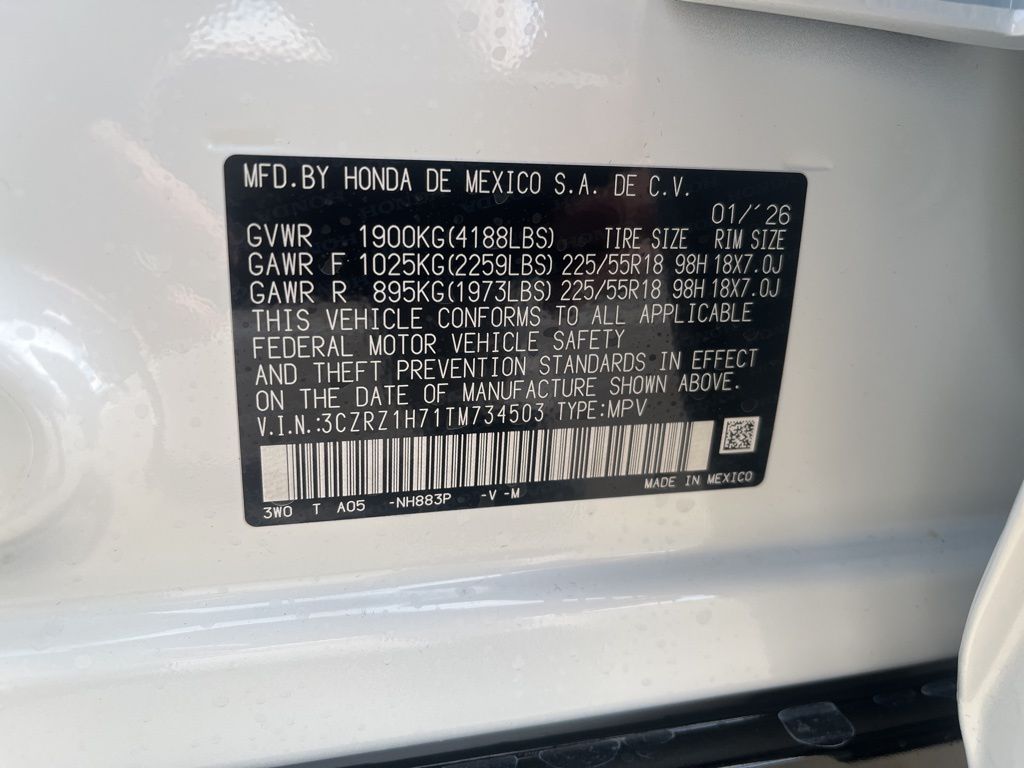 MFD.BY HONDA DE MEXICO S.A. DE C.V.
01/´26
GVWR 1900KG(4188LBS) TIRE SIZE RIM SIZE
GAWR F 1025KG(2259LBS) 225/55R18 98H 18X7.0J
GAWR R 895KG(1973LBS) 225/55R18 98H 18X7.0J
THIS VEHICLE CONFORMS TO ALL APPLICABLE
FEDERAL MOTOR VEHICLE SAFETY
AND THEFT PREVENTION STANDARDS IN EFFECT
ON THE DATE OF MANUFACTURE SHOWN ABOVE.
V.I.N.:3CZRZ1H71TM734503 TYPE:MPV
MADE IN MEXICO
3W0 T A05 -NH883P -V -M